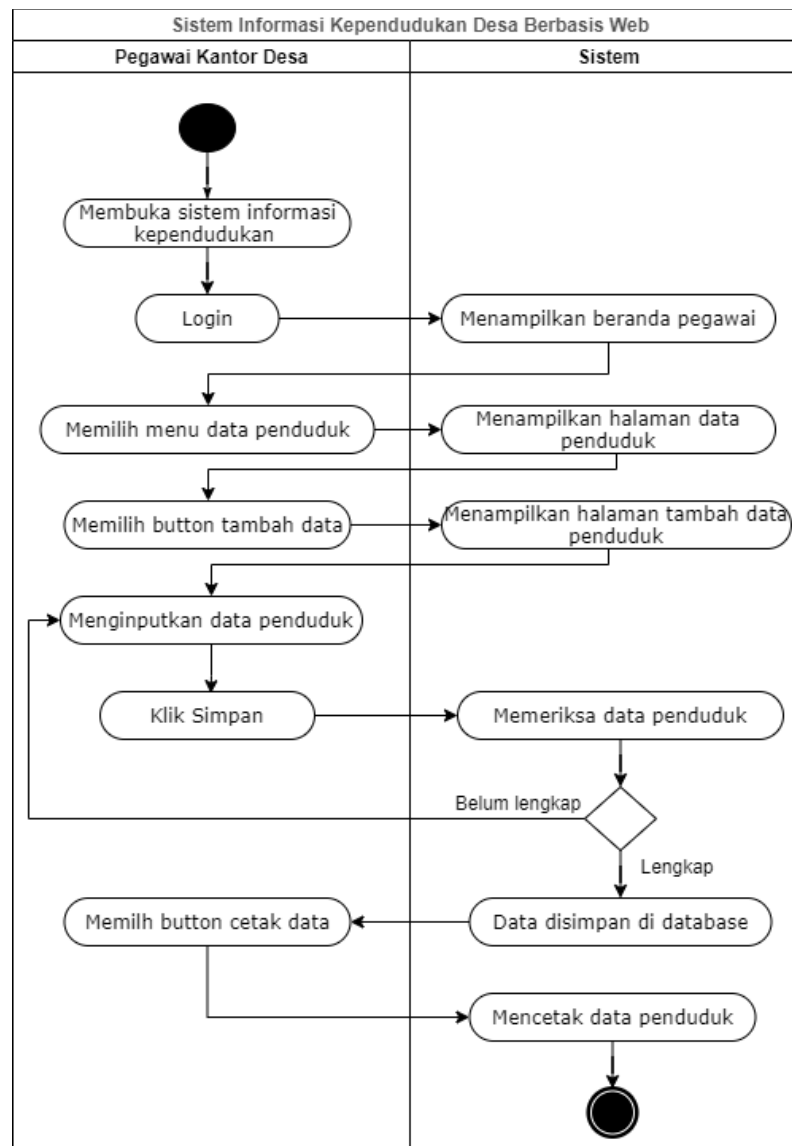 Sistem Informasi Kependudukan Desa Berbasis Web
Pegawai Kantor Desa
Sistem
Membuka sistem informasi
kependudukan
Login
Menampilkan beranda pegawai
Memilih menu data penduduk
Menampilkan halaman data
penduduk
Memilih button tambah data
Menampilkan halaman tambah data
penduduk
Menginputkan data penduduk
Klik Simpan
Memeriksa data penduduk
Belum lengkap
Lengkap
Memilh button cetak data
Data disimpan di database
Mencetak data penduduk